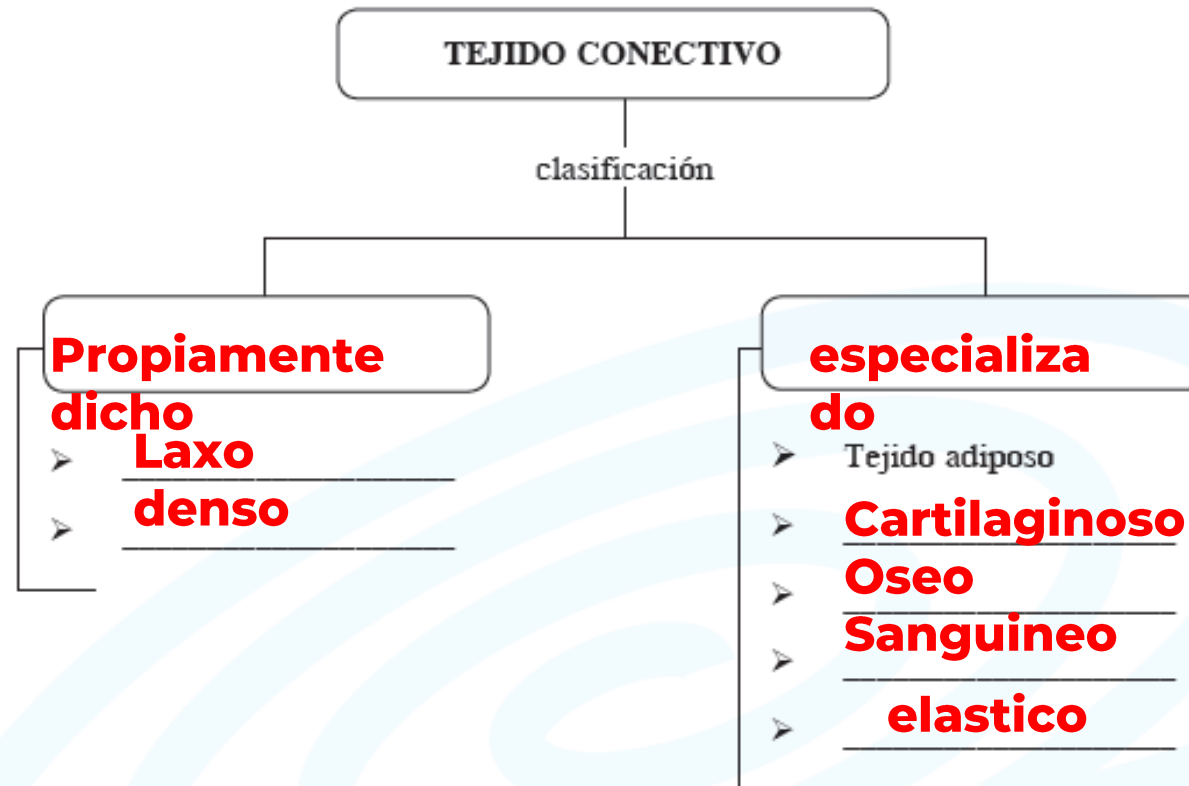 TEJIDO CONECTIVO
clasificación
Propiamente
dicho
Laxo
denso
especializa
do
Tejido adiposo
Cartilaginoso
Oseo
Sanguineo
elastico